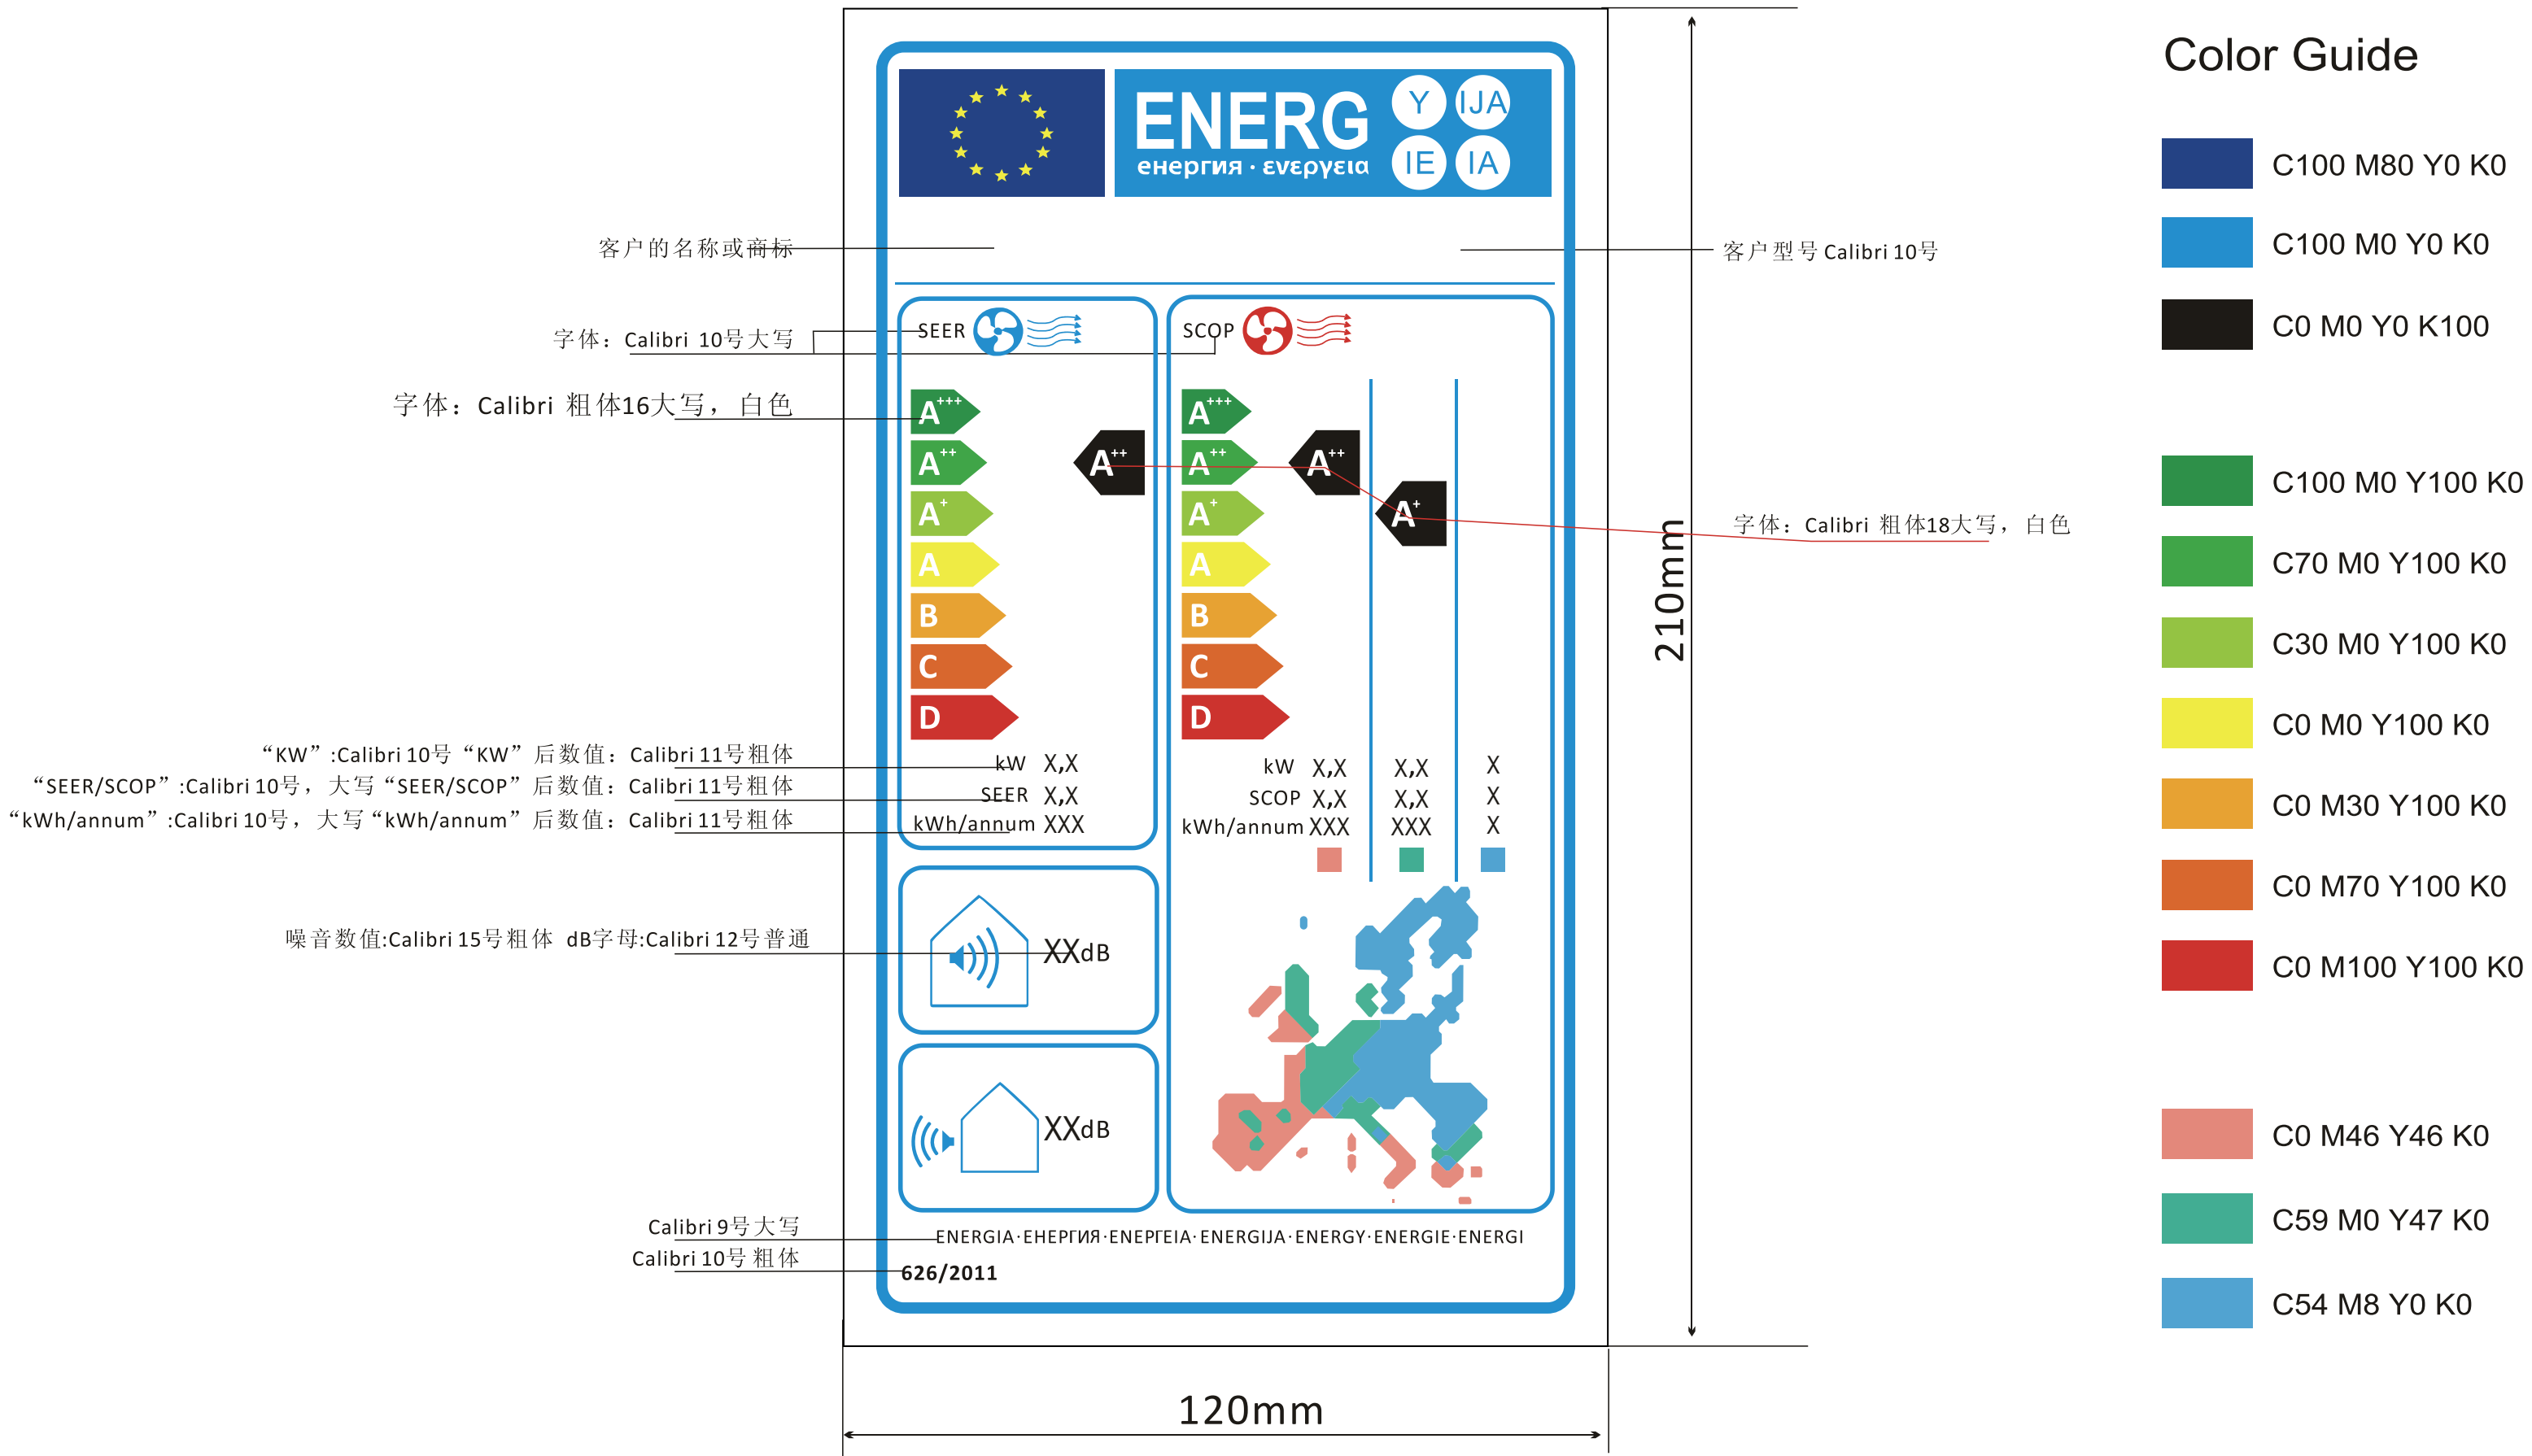 ENERG
енергия · ενεργεια
Y IJA
IE IA
客户的名称或商标
客户型号 Calibri 10号
字体：Calibri 10号大写
SEER
SCOP
字体：Calibri 粗体16大写，白色
A+++
A++
A+
A
B
C
D
A++
A+++
A++
A+
A
B
C
D
A++
A+
字体：Calibri 粗体18大写，白色
“KW”:Calibri 10号“KW”后数值：Calibri 11号粗体
“SEER/SCOP”:Calibri 10号，大写“SEER/SCOP”后数值：Calibri 11号粗体
“kWh/annum”:Calibri 10号，大写“kWh/annum”后数值：Calibri 11号粗体
kW X,X
SEER X,X
kWh/annum XXX
kW X,X X,X X
SCOP X,X X,X X
kWh/annum XXX XXX X
噪音数值:Calibri 15号粗体 dB字母:Calibri 12号普通
XXdB
XXdB
Calibri 9号大写
ENERGIA·ЕНЕРГИЯ·ΕΝΕΡΓΕΙΑ·ENERGIJA·ENERGY·ENERGIE·ENERGI
Calibri 10号 粗体
626/2011
210mm
120mm
Color Guide
C100 M80 Y0 K0
C100 M0 Y0 K0
C0 M0 Y0 K100
C100 M0 Y100 K0
C70 M0 Y100 K0
C30 M0 Y100 K0
C0 M0 Y100 K0
C0 M30 Y100 K0
C0 M70 Y100 K0
C0 M100 Y100 K0
C0 M46 Y46 K0
C59 M0 Y47 K0
C54 M8 Y0 K0